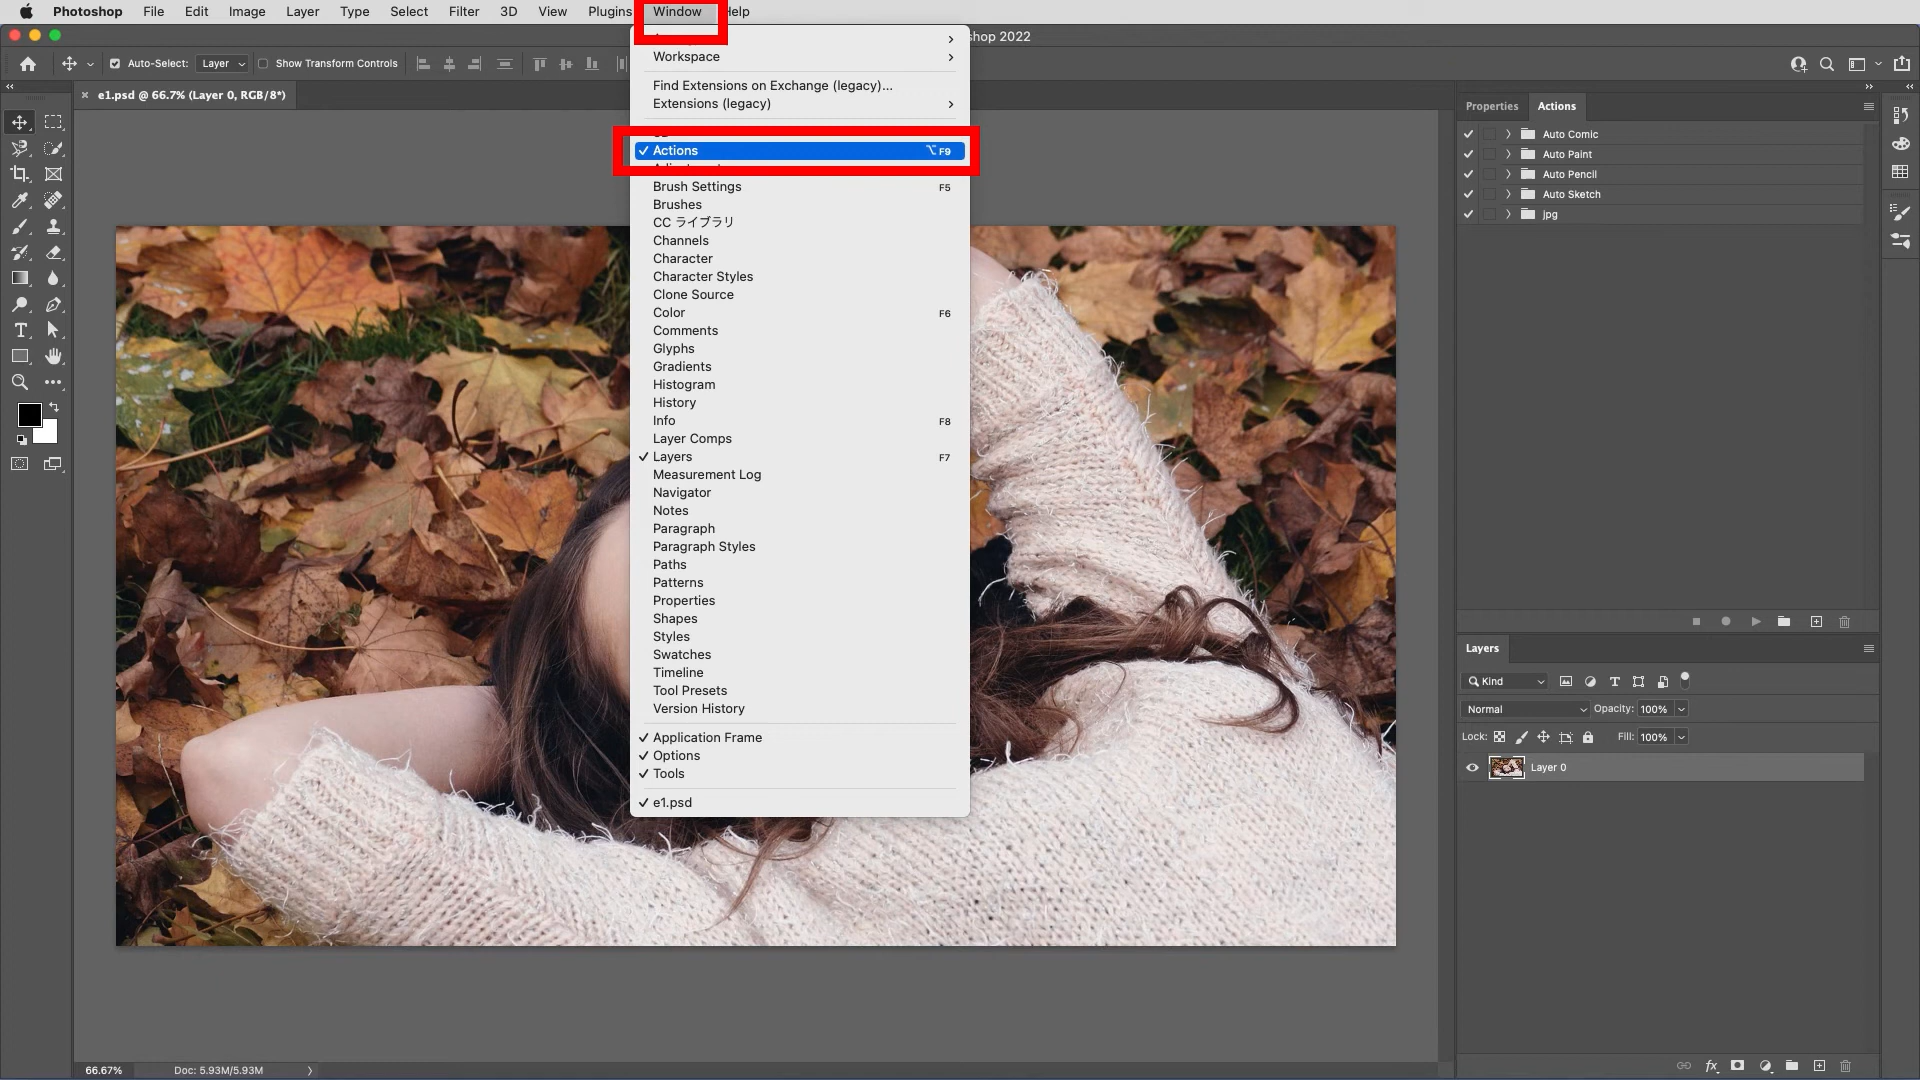 Photoshop File Edit Image Layer Type Select Filter 3D View Plugins Window Help
shop 2022
Auto-Select: Layer Show Transform Controls
e1.psd @ 66.7% (Layer 0, RGB/8*)
Workspace
Find Extensions on Exchange (legacy)...
Extensions (legacy)
✓ Actions ⌥ F9
Brush Settings F5
Brushes
CC ライブラリ
Channels
Character
Character Styles
Clone Source
Color F6
Comments
Glyphs
Gradients
Histogram
History
Info F8
Layer Comps
✓ Layers F7
Measurement Log
Navigator
Notes
Paragraph
Paragraph Styles
Paths
Patterns
Properties
Shapes
Styles
Swatches
Timeline
Tool Presets
Version History
✓ Application Frame
✓ Options
✓ Tools
✓ e1.psd
Properties Actions
Auto Comic
Auto Paint
Auto Pencil
Auto Sketch
jpg
Layers
Kind
Normal Opacity: 100%
Lock: Fill: 100%
Layer 0
66.67% Doc: 5.93M/5.93M